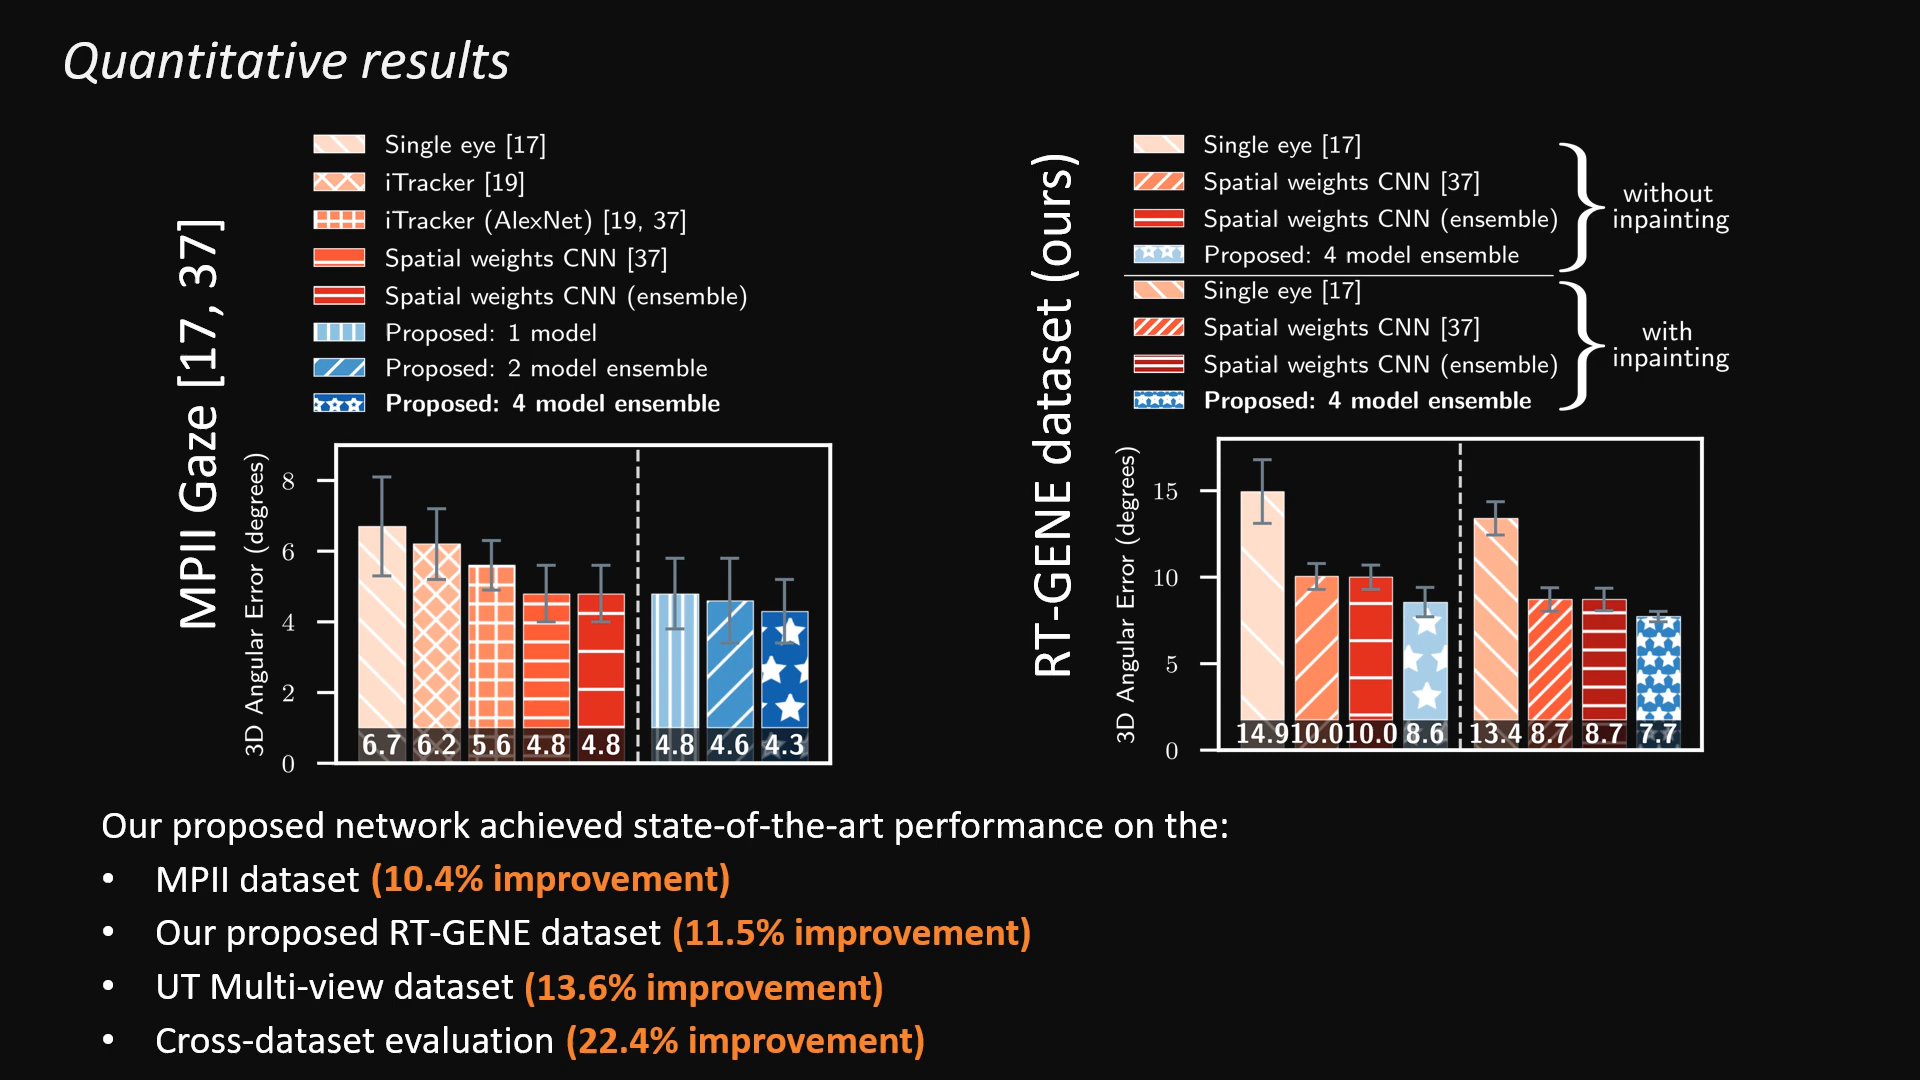 Quantitative results
MPII Gaze [17, 37]
Single eye [17]
iTracker [19]
iTracker (AlexNet) [19, 37]
Spatial weights CNN [37]
Spatial weights CNN (ensemble)
Proposed: 1 model
Proposed: 2 model ensemble
Proposed: 4 model ensemble
3D Angular Error (degrees)
8
6
4
2
0
6.7 6.2 5.6 4.8 4.8 4.8 4.6 4.3
RT-GENE dataset (ours)
Single eye [17]
Spatial weights CNN [37]
Spatial weights CNN (ensemble)
Proposed: 4 model ensemble
without
inpainting
Single eye [17]
Spatial weights CNN [37]
Spatial weights CNN (ensemble)
Proposed: 4 model ensemble
with
inpainting
3D Angular Error (degrees)
15
10
5
0
14.9 10.0 10.0 8.6 13.4 8.7 8.7 7.7
Our proposed network achieved state-of-the-art performance on the:
• MPII dataset (10.4% improvement)
• Our proposed RT-GENE dataset (11.5% improvement)
• UT Multi-view dataset (13.6% improvement)
• Cross-dataset evaluation (22.4% improvement)